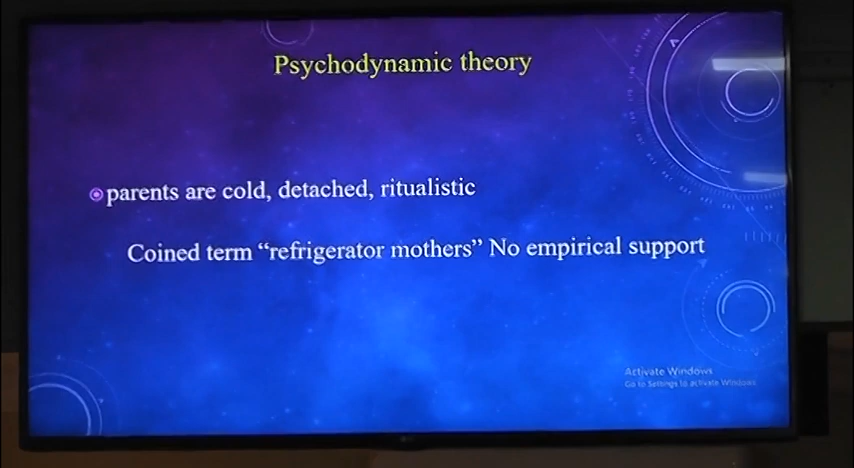 Psychodynamic theory
parents are cold, detached, ritualistic
Coined term “refrigerator mothers” No empirical support
Activate Windows
Go to Settings to activate Windows